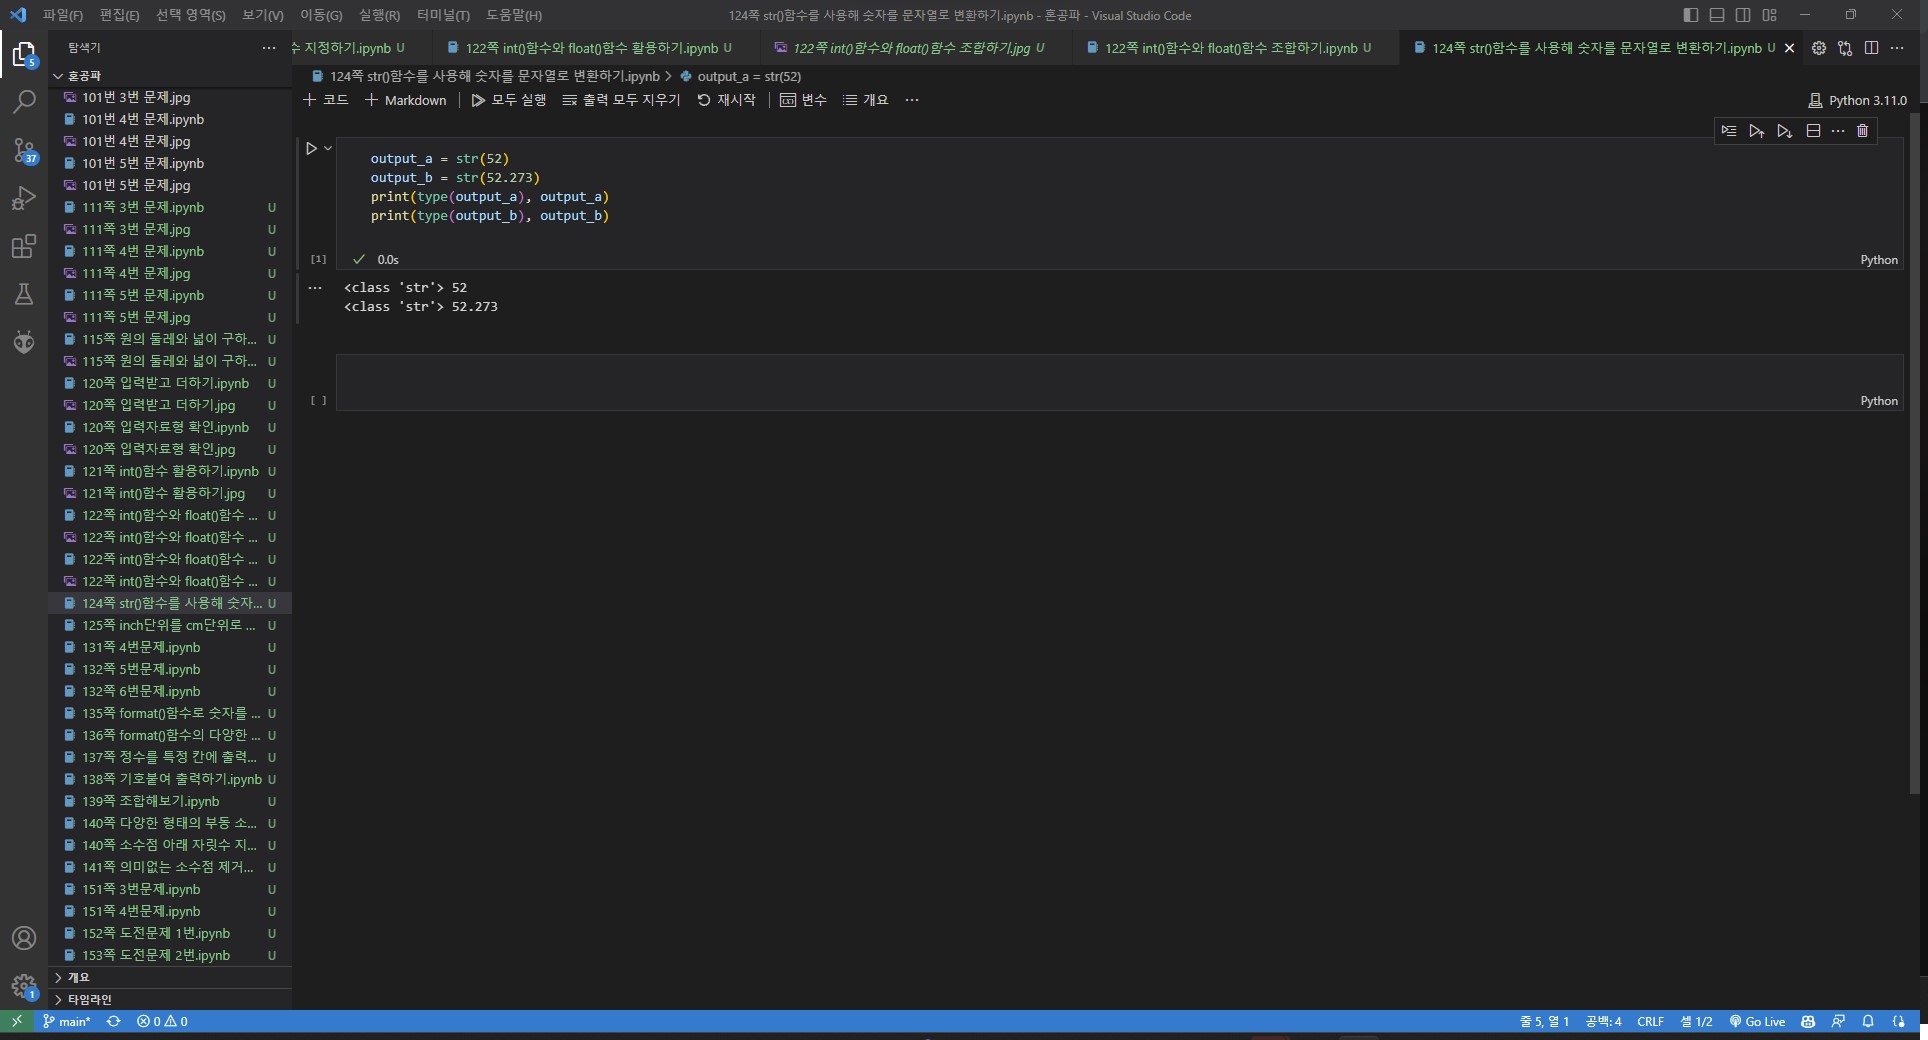 파일(F) 편집(E) 선택 영역(S) 보기(V) 이동(G) 실행(R) 터미널(T) 도움말(H) 124쪽 str()함수를 사용해 숫자를 문자열로 변환하기.ipynb - 혼공파 - Visual Studio Code
탐색기
수 지정하기.ipynb U 122쪽 int()함수와 float()함수 활용하기.ipynb U 122쪽 int()함수와 float()함수 조합하기.jpg U 122쪽 int()함수와 float()함수 조합하기.ipynb U 124쪽 str()함수를 사용해 숫자를 문자열로 변환하기.ipynb U
124쪽 str()함수를 사용해 숫자를 문자열로 변환하기.ipynb > output_a = str(52)
코드 Markdown 모두 실행 출력 모두 지우기 재시작 변수 개요 ... Python 3.11.0
혼공파
101번 3번 문제.jpg
101번 4번 문제.ipynb
101번 4번 문제.jpg
101번 5번 문제.ipynb
101번 5번 문제.jpg
111쪽 3번 문제.ipynb U
111쪽 3번 문제.jpg U
111쪽 4번 문제.ipynb U
111쪽 4번 문제.jpg U
111쪽 5번 문제.ipynb U
111쪽 5번 문제.jpg U
115쪽 원의 둘레와 넓이 구하... U
115쪽 원의 둘레와 넓이 구하... U
120쪽 입력받고 더하기.ipynb U
120쪽 입력받고 더하기.jpg U
120쪽 입력자료형 확인.ipynb U
120쪽 입력자료형 확인.jpg U
121쪽 int()함수 활용하기.ipynb U
121쪽 int()함수 활용하기.jpg U
122쪽 int()함수와 float()함수 ... U
122쪽 int()함수와 float()함수 ... U
122쪽 int()함수와 float()함수 ... U
122쪽 int()함수와 float()함수 ... U
124쪽 str()함수를 사용해 숫자... U
125쪽 inch단위를 cm단위로 ... U
131쪽 4번문제.ipynb U
132쪽 5번문제.ipynb U
132쪽 6번문제.ipynb U
135쪽 format()함수로 숫자를 ... U
136쪽 format()함수의 다양한 ... U
137쪽 정수를 특정 칸에 출력... U
138쪽 기호붙여 출력하기.ipynb U
139쪽 조합해보기.ipynb U
140쪽 다양한 형태의 부동 소... U
140쪽 소수점 아래 자릿수 지... U
141쪽 의미없는 소수점 제거... U
151쪽 3번문제.ipynb U
151쪽 4번문제.ipynb U
152쪽 도전문제 1번.ipynb U
153쪽 도전문제 2번.ipynb U
개요
타임라인
5
37
1
output_a = str(52)
output_b = str(52.273)
print(type(output_a), output_a)
print(type(output_b), output_b)
[1] 0.0s Python
<class 'str'> 52
<class 'str'> 52.273
[ ] Python
main* 0 0 줄 5, 열 1 공백: 4 CRLF 셀 1/2 Go Live